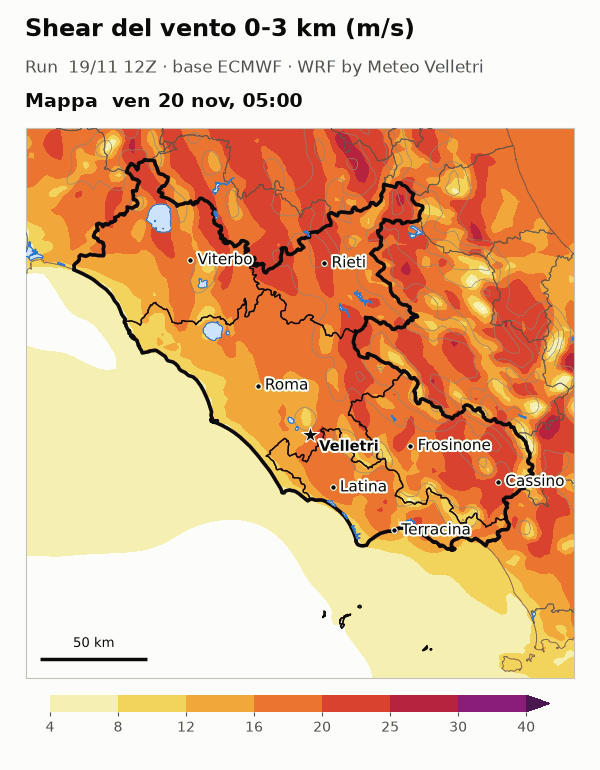 Shear del vento 0-3 km (m/s)
Run  19/11 12Z · base ECMWF · WRF by Meteo Velletri
Mappa  ven 20 nov, 05:00
Viterbo
Rieti
Roma
Velletri
Frosinone
Cassino
Latina
Terracina
50 km
4 8 12 16 20 25 30 40